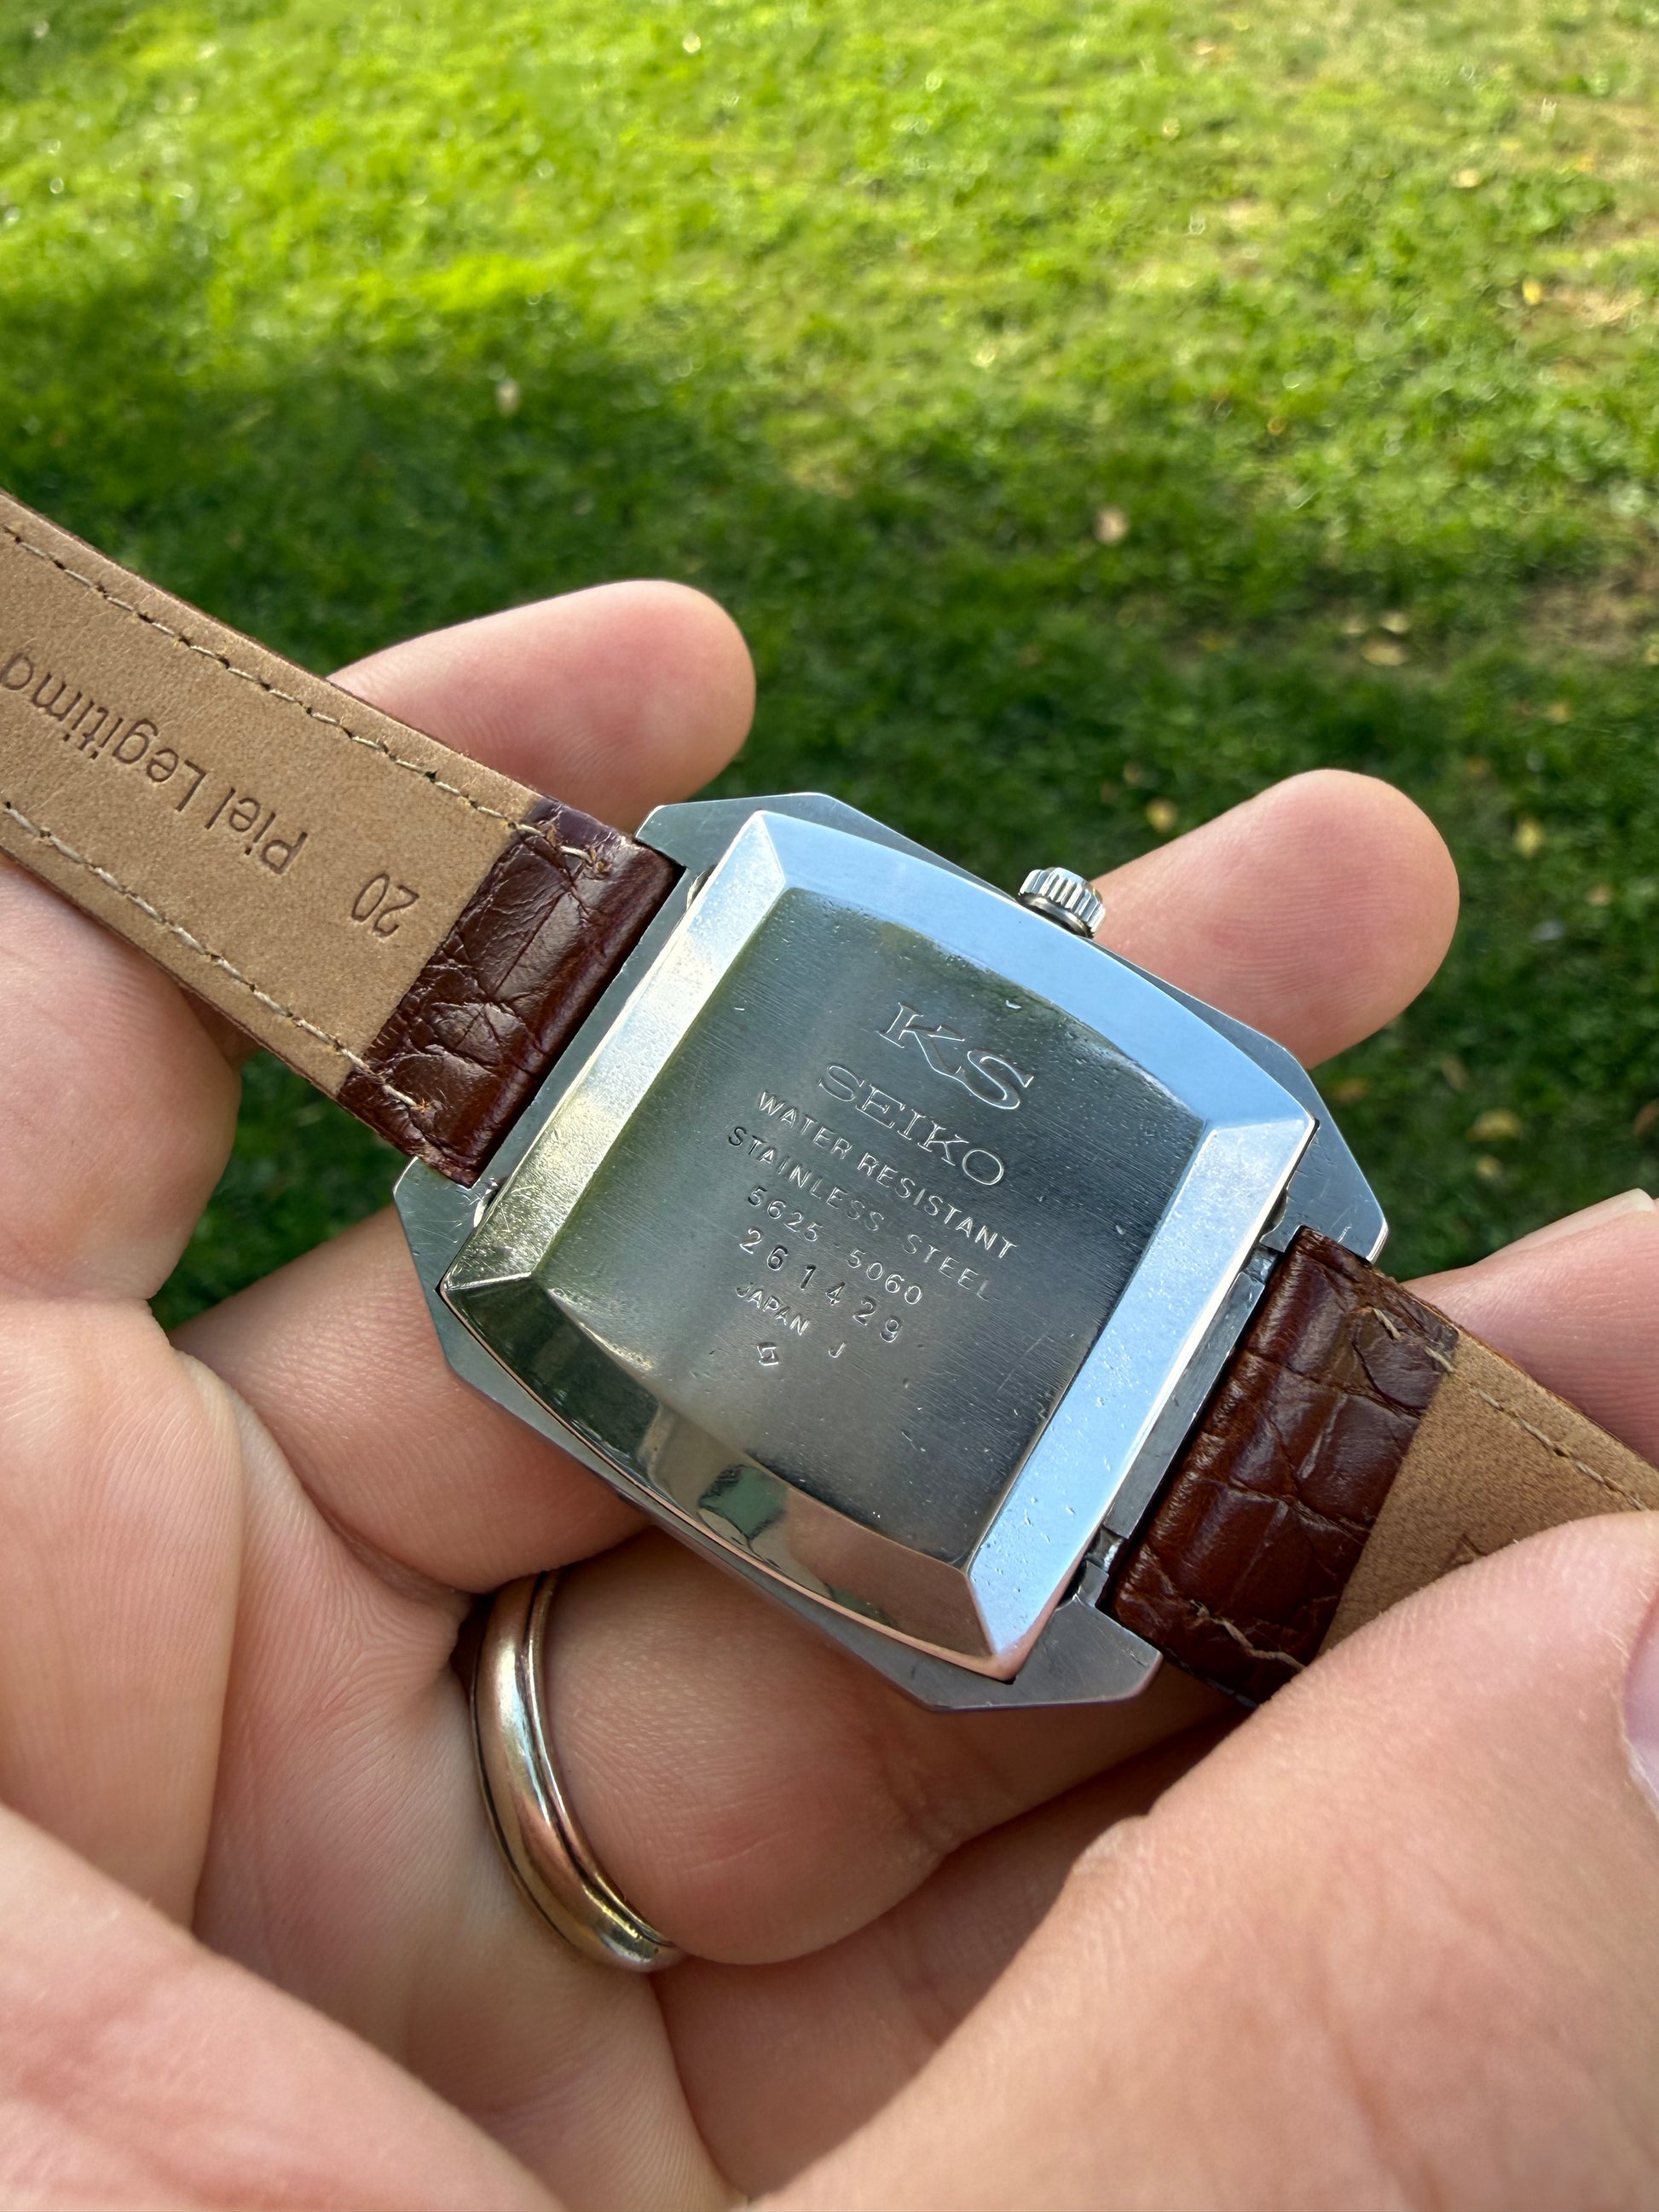 KS
SEIKO
WATER RESISTANT
STAINLESS STEEL
5625-5060
261429
JAPAN J
20 Piel Legitima